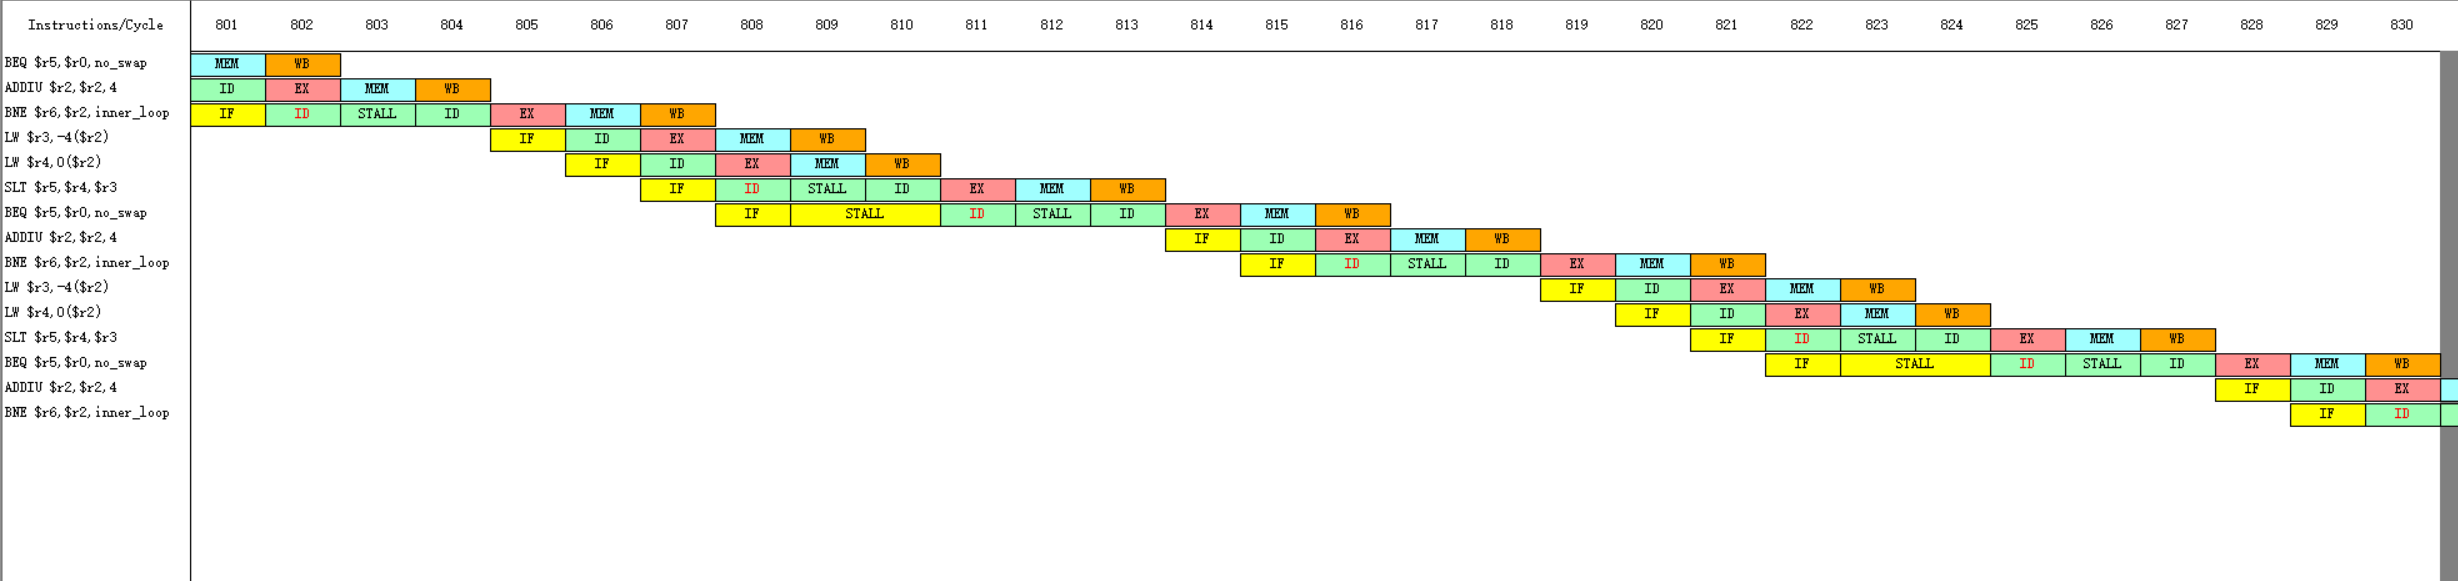 Instructions/Cycle 801 802 803 804 805 806 807 808 809 810 811 812 813 814 815 816 817 818 819 820 821 822 823 824 825 826 827 828 829 830
BEQ $r5,$r0,no_swap MEM WB
ADDIU $r2,$r2,4 ID EX MEM WB
BNE $r6,$r2,inner_loop IF ID STALL ID EX MEM WB
LW $r3,-4($r2) IF ID EX MEM WB
LW $r4,0($r2) IF ID EX MEM WB
SLT $r5,$r4,$r3 IF ID STALL ID EX MEM WB
BEQ $r5,$r0,no_swap IF STALL ID STALL ID EX MEM WB
ADDIU $r2,$r2,4 IF ID EX MEM WB
BNE $r6,$r2,inner_loop IF ID STALL ID EX MEM WB
LW $r3,-4($r2) IF ID EX MEM WB
LW $r4,0($r2) IF ID EX MEM WB
SLT $r5,$r4,$r3 IF ID STALL ID EX MEM WB
BEQ $r5,$r0,no_swap IF STALL ID STALL ID EX MEM WB
ADDIU $r2,$r2,4 IF ID EX
BNE $r6,$r2,inner_loop IF ID